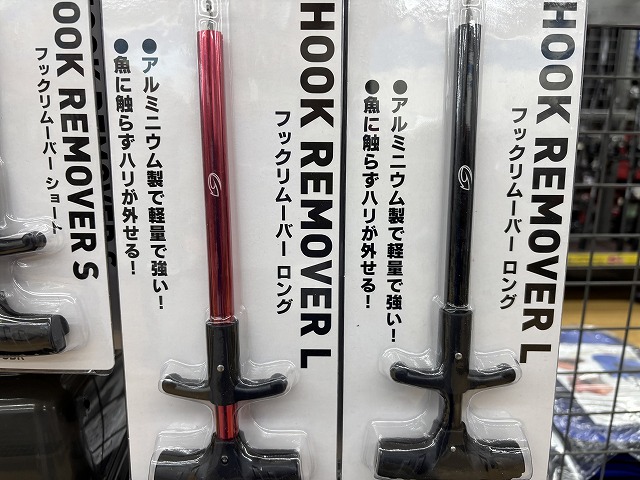 HOOK REMOVER L
フックリムーバー ロング
●アルミニウム製で軽量で強い！
●魚に触らずハリが外せる！
HOOK REMOVER L
フックリムーバー ロング
●アルミニウム製で軽量で強い！
●魚に触らずハリが外せる！
OOK REMOVER S
フックリムーバー ショート